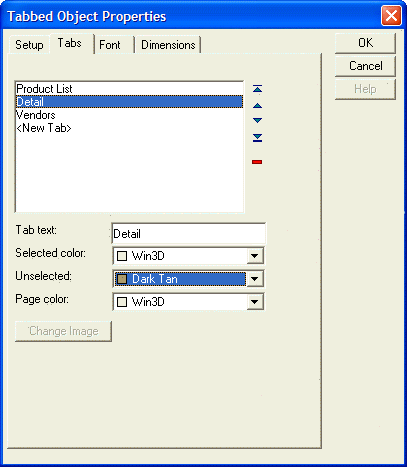 Tabbed Object Properties
Setup Tabs Font Dimensions
OK
Cancel
Help
Product List
Detail
Vendors
<New Tab>
Tab text: Detail
Selected color: Win3D
Unselected: Dark Tan
Page color: Win3D
Change Image